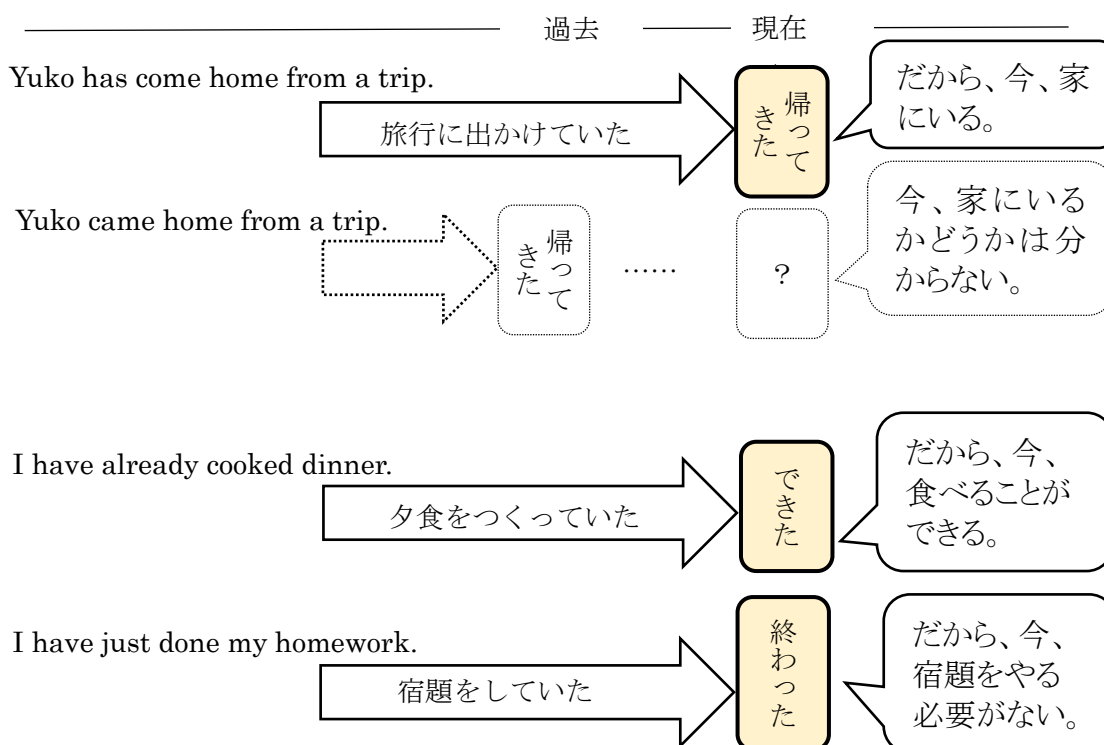 過去 現在
Yuko has come home from a trip.
旅行に出かけていた
帰って
きた
だから、今、家
にいる。
Yuko came home from a trip.
帰って
きた
……
?
今、家にいる
かどうかは分
からない。
I have already cooked dinner.
夕食をつくっていた
できた
だから、今、
食べることが
できる。
I have just done my homework.
宿題をしていた
終わった
だから、今、
宿題をやる
必要がない。